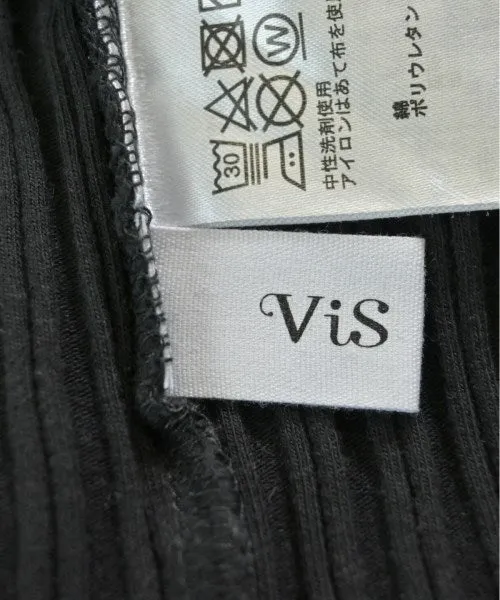 30
W
中性洗剤使用
アイロンはあて布を使
綿
ポリウレタン
ViS